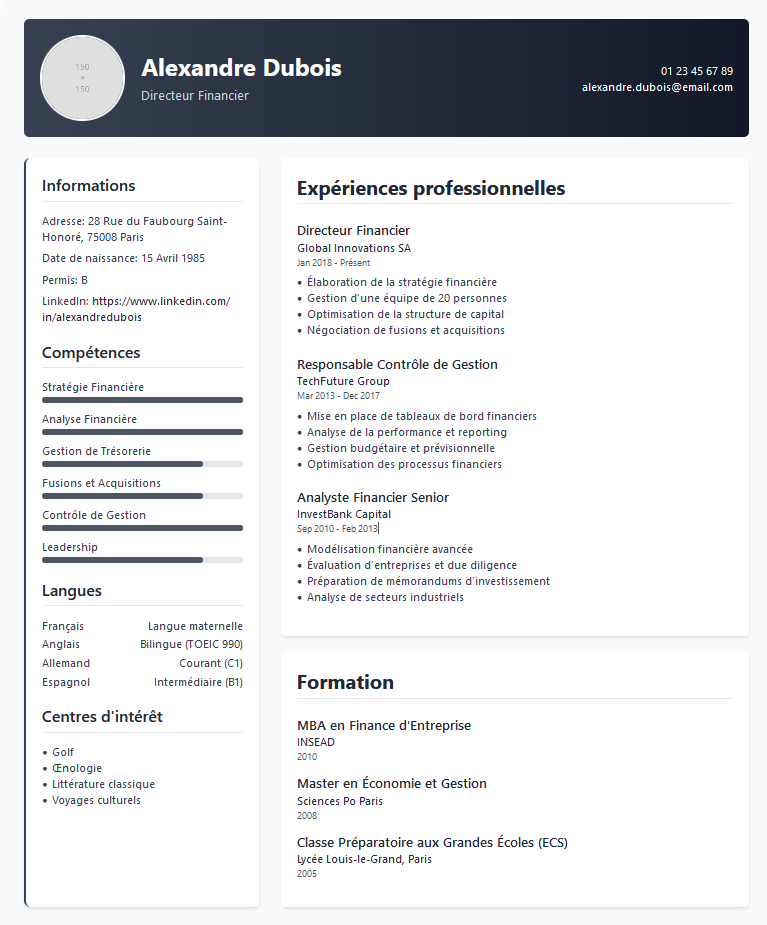 150
×
150
Alexandre Dubois
Directeur Financier
01 23 45 67 89
alexandre.dubois@email.com
Informations
Adresse: 28 Rue du Faubourg Saint-
Honoré, 75008 Paris
Date de naissance: 15 Avril 1985
Permis: B
LinkedIn: https://www.linkedin.com/
in/alexandredubois
Compétences
Stratégie Financière
Analyse Financière
Gestion de Trésorerie
Fusions et Acquisitions
Contrôle de Gestion
Leadership
Langues
Français Langue maternelle
Anglais Bilingue (TOEIC 990)
Allemand Courant (C1)
Espagnol Intermédiaire (B1)
Centres d'intérêt
• Golf
• Œnologie
• Littérature classique
• Voyages culturels
Expériences professionnelles
Directeur Financier
Global Innovations SA
Jan 2018 - Présent
• Élaboration de la stratégie financière
• Gestion d'une équipe de 20 personnes
• Optimisation de la structure de capital
• Négociation de fusions et acquisitions
Responsable Contrôle de Gestion
TechFuture Group
Mar 2013 - Dec 2017
• Mise en place de tableaux de bord financiers
• Analyse de la performance et reporting
• Gestion budgétaire et prévisionnelle
• Optimisation des processus financiers
Analyste Financier Senior
InvestBank Capital
Sep 2010 - Feb 2013
• Modélisation financière avancée
• Évaluation d'entreprises et due diligence
• Préparation de mémorandums d'investissement
• Analyse de secteurs industriels
Formation
MBA en Finance d'Entreprise
INSEAD
2010
Master en Économie et Gestion
Sciences Po Paris
2008
Classe Préparatoire aux Grandes Écoles (ECS)
Lycée Louis-le-Grand, Paris
2005